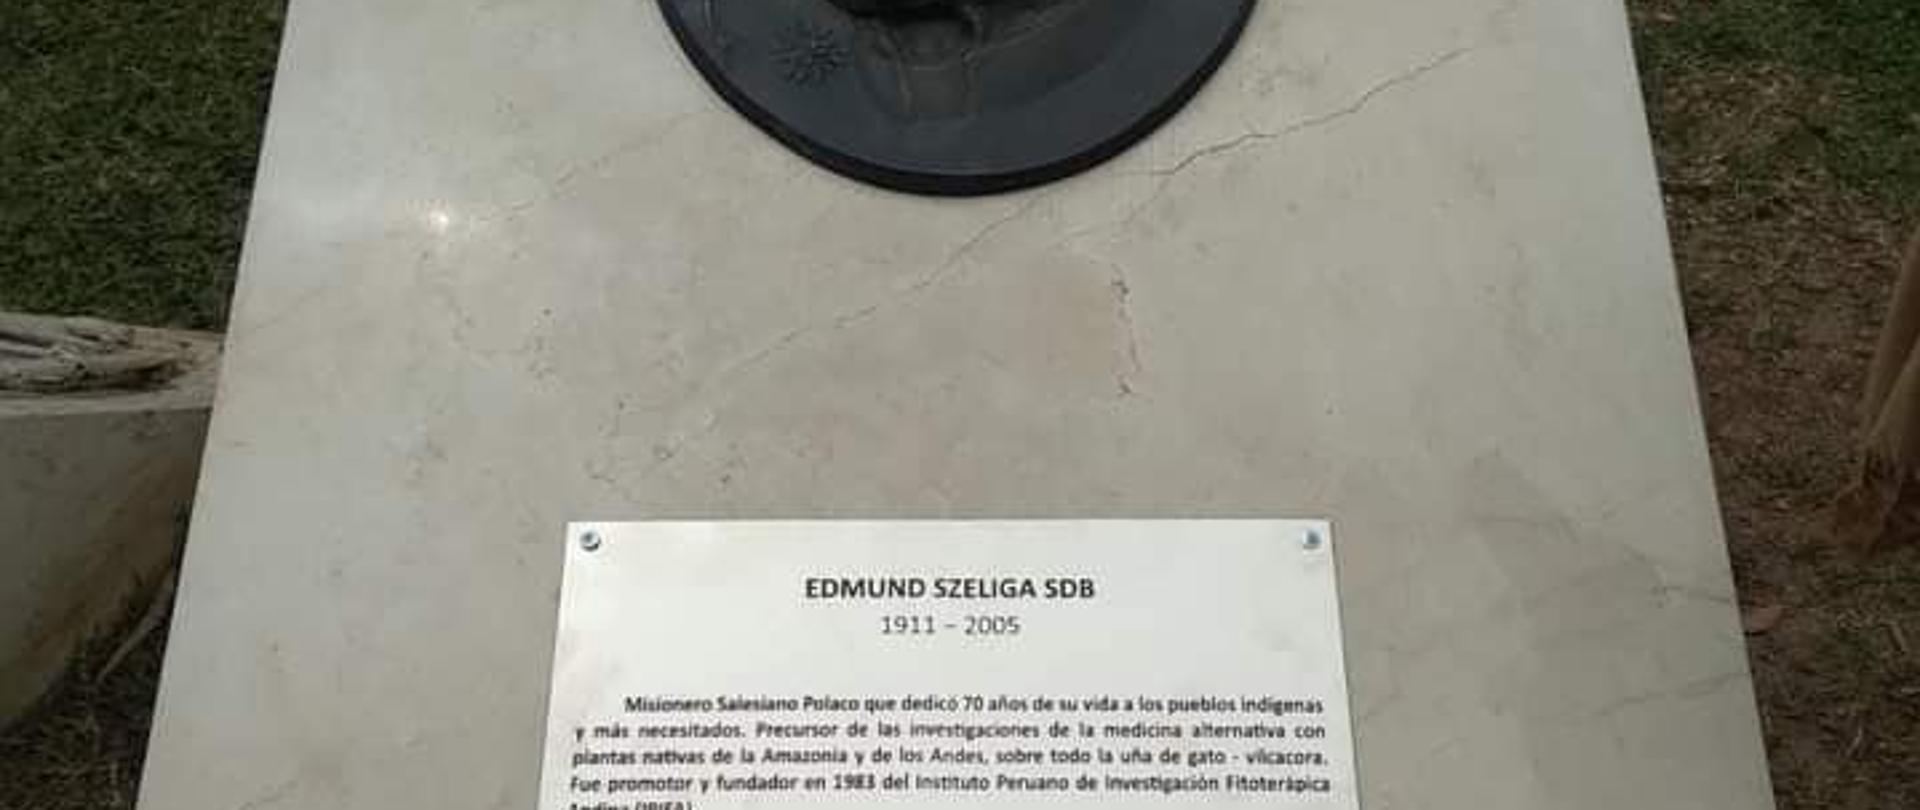 EDMUND SZELIGA SDB
1911 – 2005
Misionero Salesiano Polaco que dedicó 70 años de su vida a los pueblos indígenas
y más necesitados. Precursor de las investigaciones de la medicina alternativa con
plantas nativas de la Amazonia y de los Andes, sobre todo la uña de gato - vilcacora.
Fue promotor y fundador en 1983 del Instituto Peruano de Investigación Fitoterápica
Andina (IPIFA)